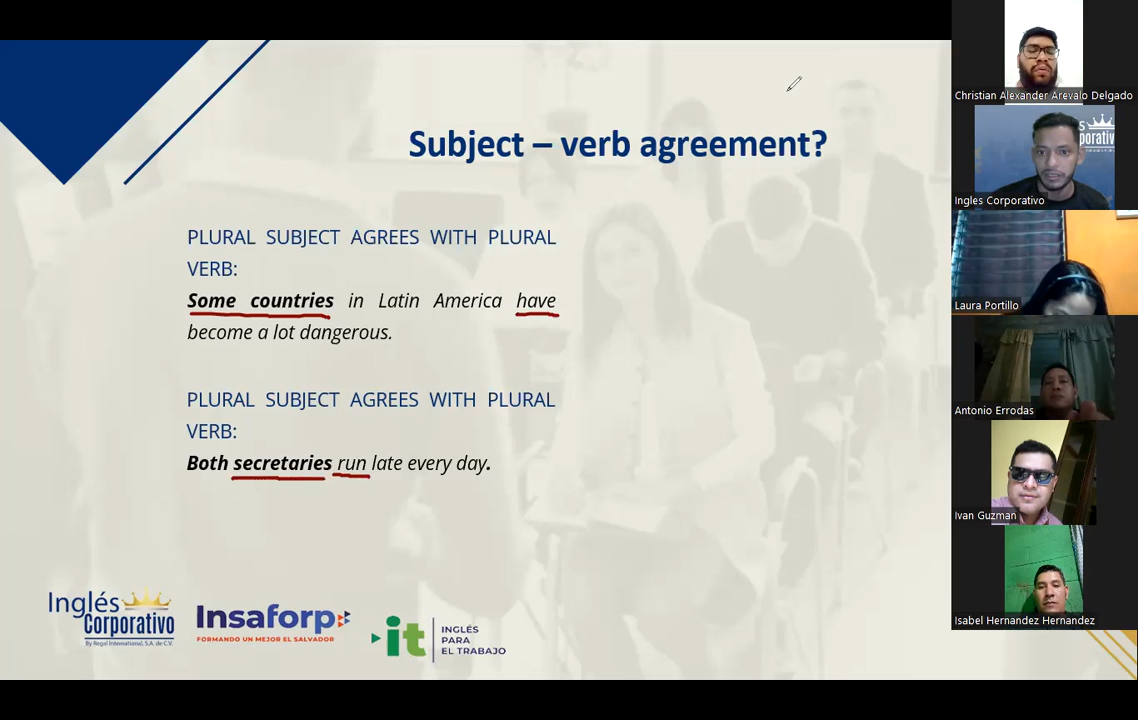 Subject – verb agreement?
PLURAL SUBJECT AGREES WITH PLURAL
VERB:
Some countries in Latin America have
become a lot dangerous.
PLURAL SUBJECT AGREES WITH PLURAL
VERB:
Both secretaries run late every day.
Inglés
Corporativo
By Regal International, S.A. de C.V.
Insaforp
FORMANDO UN MEJOR EL SALVADOR
it
INGLÉS
PARA
EL TRABAJO
Christian Alexander Arevalo Delgado
Ingles Corporativo
Laura Portillo
Antonio Errodas
Ivan Guzman
Isabel Hernandez Hernandez